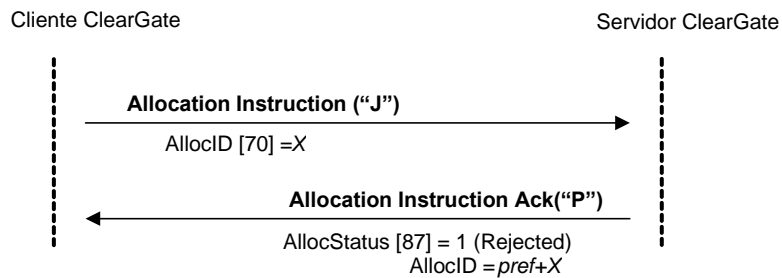 Cliente ClearGate
Servidor ClearGate
Allocation Instruction (“J”)
AllocID [70] =X
Allocation Instruction Ack(“P”)
AllocStatus [87] = 1 (Rejected)
AllocID =pref+X